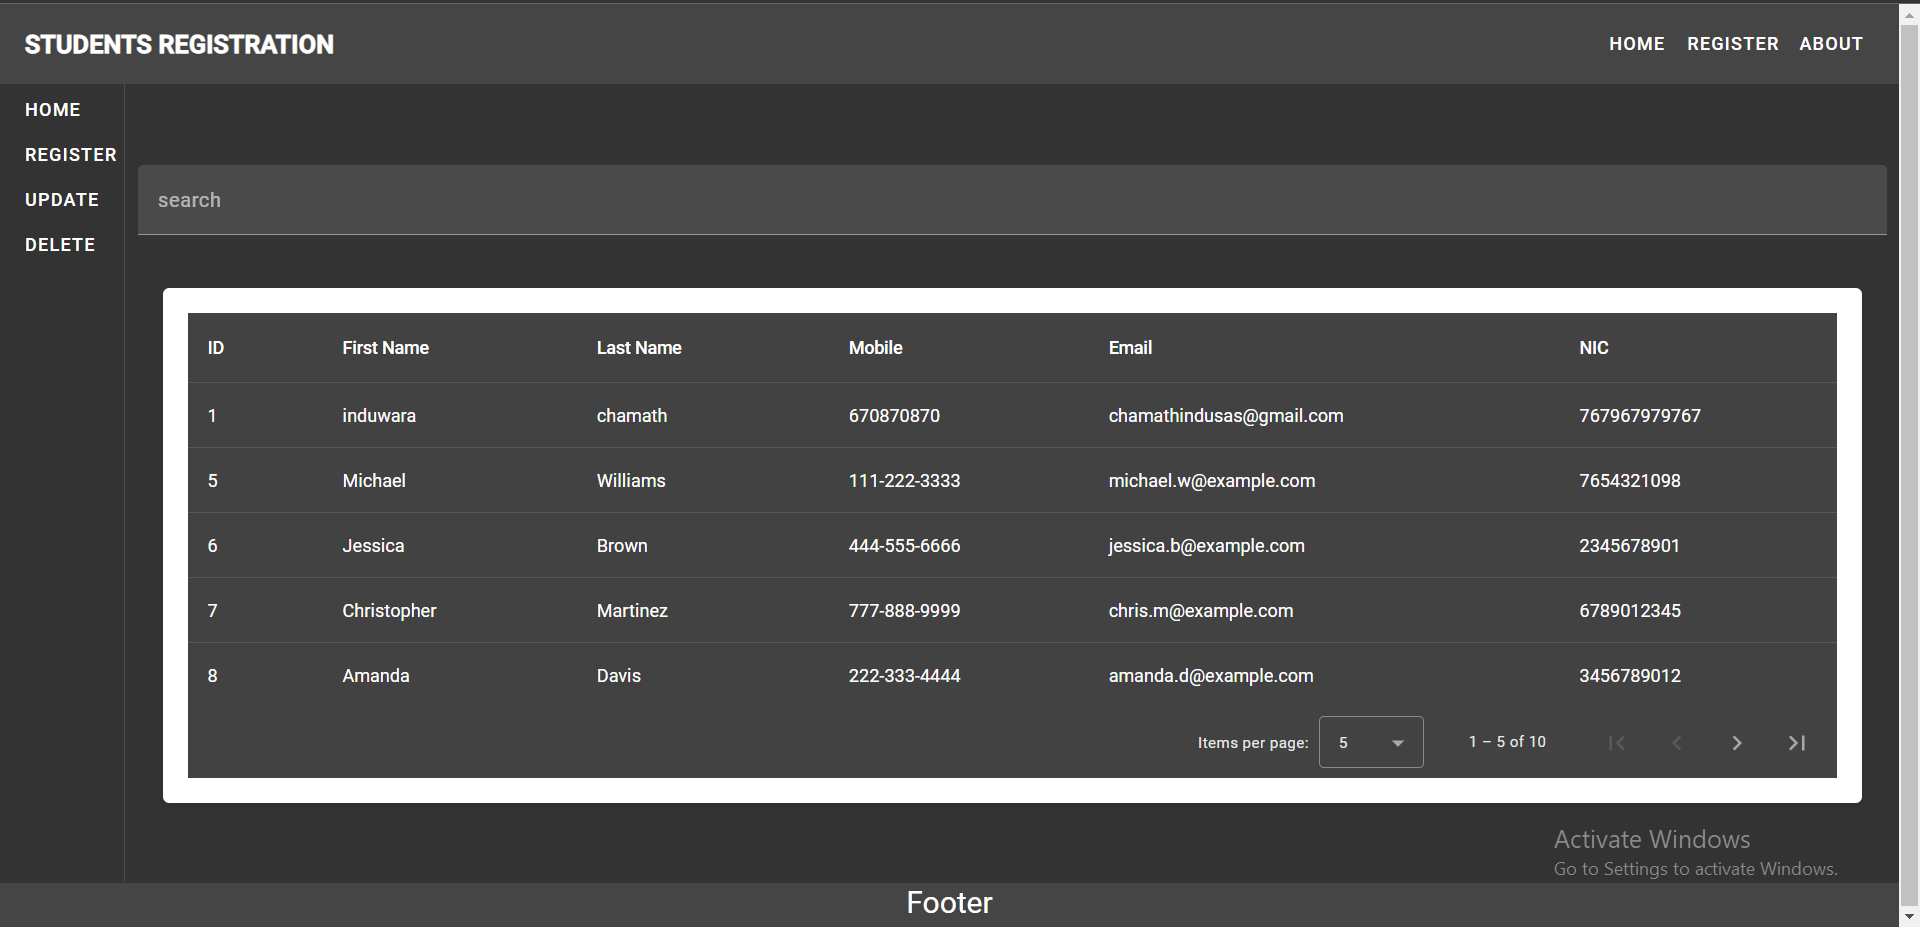 STUDENTS REGISTRATION HOME REGISTER ABOUT
HOME
REGISTER
UPDATE
DELETE
search
ID First Name Last Name Mobile Email NIC
1 induwara chamath 670870870 chamathindusas@gmail.com 767967979767
5 Michael Williams 111-222-3333 michael.w@example.com 7654321098
6 Jessica Brown 444-555-6666 jessica.b@example.com 2345678901
7 Christopher Martinez 777-888-9999 chris.m@example.com 6789012345
8 Amanda Davis 222-333-4444 amanda.d@example.com 3456789012
Items per page: 5 1 – 5 of 10
Activate Windows
Go to Settings to activate Windows.
Footer